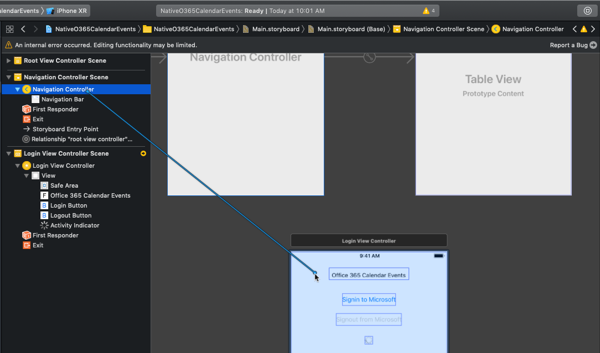 alendarEvents › iPhone XR
NativeO365CalendarEvents: Ready | Today at 10:01 AM
4
NativeO365CalendarEvents › NativeO365CalendarEvents › Main.storyboard › Main.storyboard (Base) › Navigation Controller Scene › Navigation Controller
An internal error occurred. Editing functionality may be limited.
Report a Bug
Root View Controller Scene
Navigation Controller Scene
Navigation Controller
Navigation Bar
First Responder
Exit
Storyboard Entry Point
Relationship "root view controller"...
Login View Controller Scene
Login View Controller
View
Safe Area
F Office 365 Calendar Events
B Login Button
B Logout Button
Activity Indicator
First Responder
Exit
Navigation Controller
Table View
Prototype Content
Login View Controller
9:41 AM
Office 365 Calendar Events
Signin to Microsoft
Signout from Microsoft